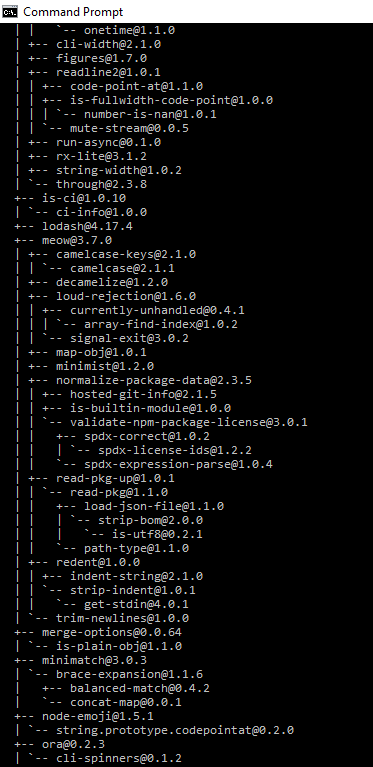 Command Prompt
| |   `-- onetime@1.1.0
| +-- cli-width@2.1.0
| +-- figures@1.7.0
| +-- readline2@1.0.1
| | +-- code-point-at@1.1.0
| | +-- is-fullwidth-code-point@1.0.0
| | | `-- number-is-nan@1.0.1
| | `-- mute-stream@0.0.5
| +-- run-async@0.1.0
| +-- rx-lite@3.1.2
| +-- string-width@1.0.2
| `-- through@2.3.8
+-- is-ci@1.0.10
| `-- ci-info@1.0.0
+-- lodash@4.17.4
+-- meow@3.7.0
| +-- camelcase-keys@2.1.0
| | `-- camelcase@2.1.1
| +-- decamelize@1.2.0
| +-- loud-rejection@1.6.0
| | +-- currently-unhandled@0.4.1
| | | `-- array-find-index@1.0.2
| | `-- signal-exit@3.0.2
| +-- map-obj@1.0.1
| +-- minimist@1.2.0
| +-- normalize-package-data@2.3.5
| | +-- hosted-git-info@2.1.5
| | +-- is-builtin-module@1.0.0
| | `-- validate-npm-package-license@3.0.1
| |   +-- spdx-correct@1.0.2
| |   | `-- spdx-license-ids@1.2.2
| |   `-- spdx-expression-parse@1.0.4
| +-- read-pkg-up@1.0.1
| | `-- read-pkg@1.1.0
| |   +-- load-json-file@1.1.0
| |   | `-- strip-bom@2.0.0
| |   |   `-- is-utf8@0.2.1
| |   `-- path-type@1.1.0
| +-- redent@1.0.0
| | +-- indent-string@2.1.0
| | `-- strip-indent@1.0.1
| |   `-- get-stdin@4.0.1
| `-- trim-newlines@1.0.0
+-- merge-options@0.0.64
| `-- is-plain-obj@1.1.0
+-- minimatch@3.0.3
| `-- brace-expansion@1.1.6
|   +-- balanced-match@0.4.2
|   `-- concat-map@0.0.1
+-- node-emoji@1.5.1
| `-- string.prototype.codepointat@0.2.0
+-- ora@0.2.3
| `-- cli-spinners@0.1.2